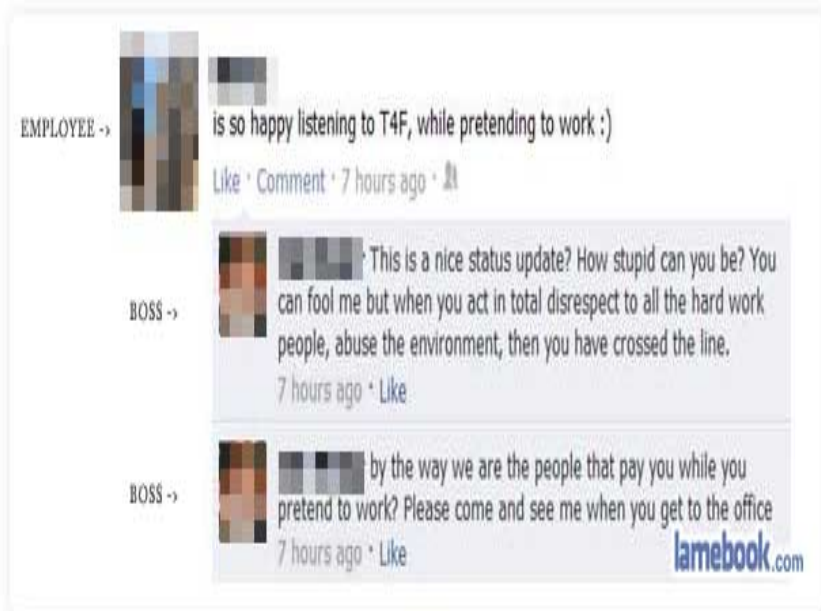 EMPLOYEE ->
is so happy listening to T4F, while pretending to work :)
Like · Comment · 7 hours ago ·
BOSS ->
This is a nice status update? How stupid can you be? You
can fool me but when you act in total disrespect to all the hard work
people, abuse the environment, then you have crossed the line.
7 hours ago · Like
BOSS ->
by the way we are the people that pay you while you
pretend to work? Please come and see me when you get to the office
7 hours ago · Like
lamebook.com